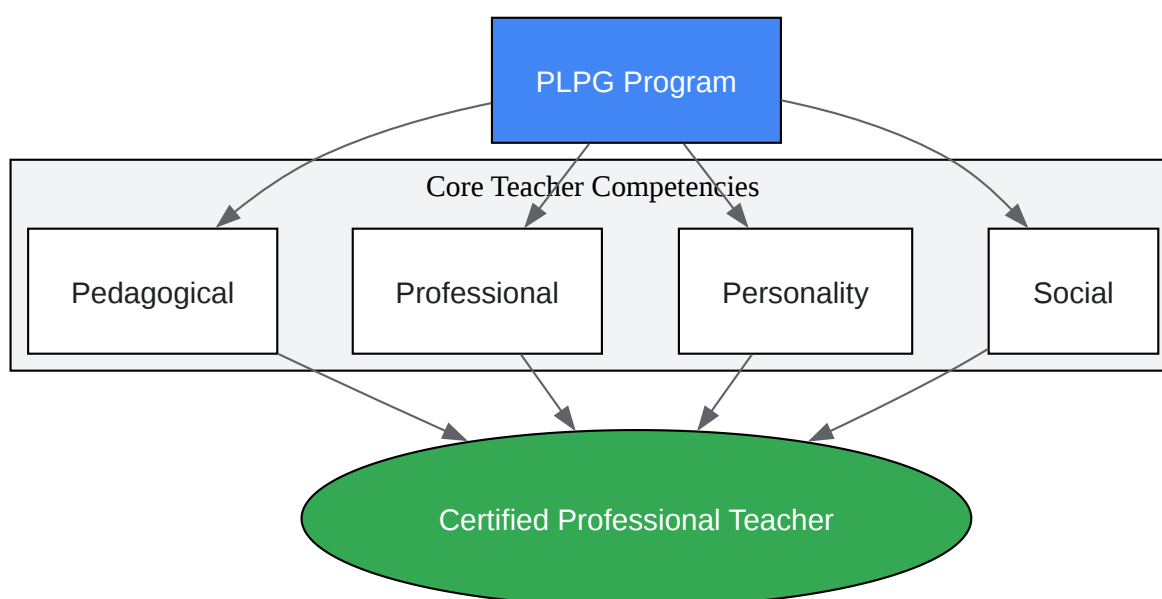 PLPG Program
Core Teacher Competencies
Pedagogical
Professional
Personality
Social
Certified Professional Teacher